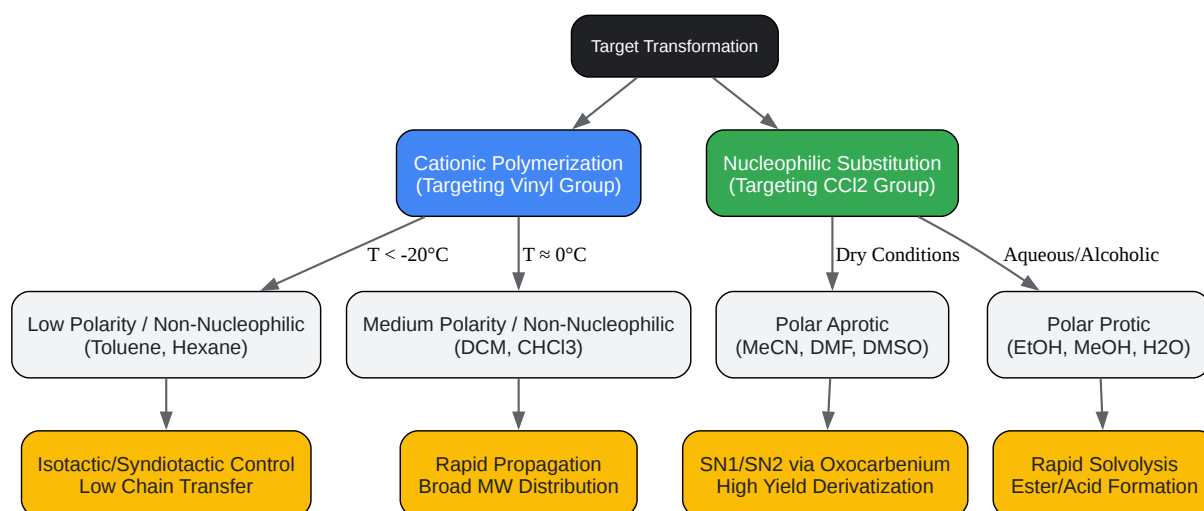 Target Transformation
Cationic Polymerization
(Targeting Vinyl Group)
Nucleophilic Substitution
(Targeting CCl2 Group)
T < -20°C
T ≈ 0°C
Dry Conditions
Aqueous/Alcoholic
Low Polarity / Non-Nucleophilic
(Toluene, Hexane)
Medium Polarity / Non-Nucleophilic
(DCM, CHCl3)
Polar Aprotic
(MeCN, DMF, DMSO)
Polar Protic
(EtOH, MeOH, H2O)
Isotactic/Syndiotactic Control
Low Chain Transfer
Rapid Propagation
Broad MW Distribution
SN1/SN2 via Oxocarbenium
High Yield Derivatization
Rapid Solvolysis
Ester/Acid Formation